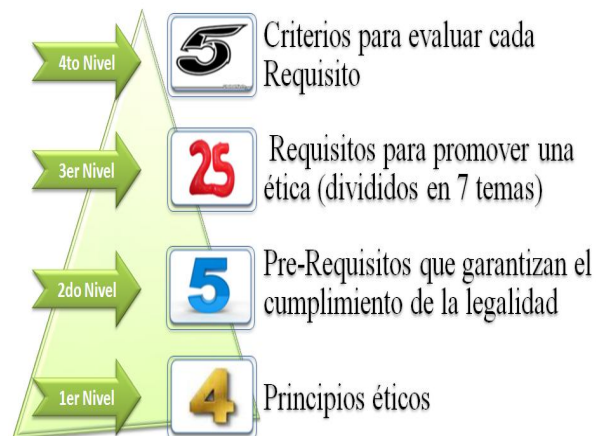 4to Nivel
5
Criterios para evaluar cada
Requisito
3er Nivel
25
Requisitos para promover una
ética (divididos en 7 temas)
2do Nivel
5
Pre-Requisitos que garantizan el
cumplimiento de la legalidad
1er Nivel
4
Principios éticos